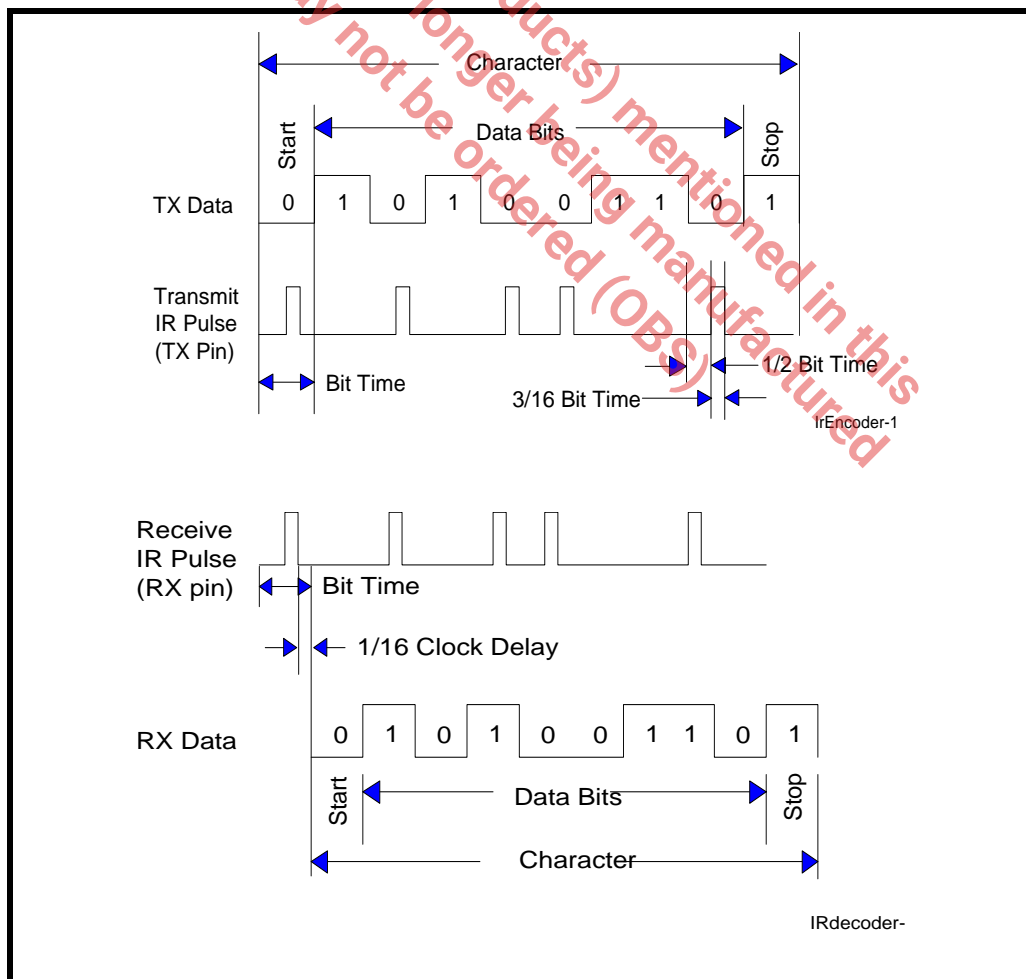 ducts) mentioned in this
longer being manufactured
y not be ordered (OBS)
Character
Start
Data Bits
Stop
TX Data
0 1 0 1 0 0 1 1 0 1
Transmit
IR Pulse
(TX Pin)
Bit Time
1/2 Bit Time
3/16 Bit Time
IrEncoder-1
Receive
IR Pulse
(RX pin)
Bit Time
1/16 Clock Delay
RX Data
0 1 0 1 0 0 1 1 0 1
Start
Data Bits
Stop
Character
IRdecoder-